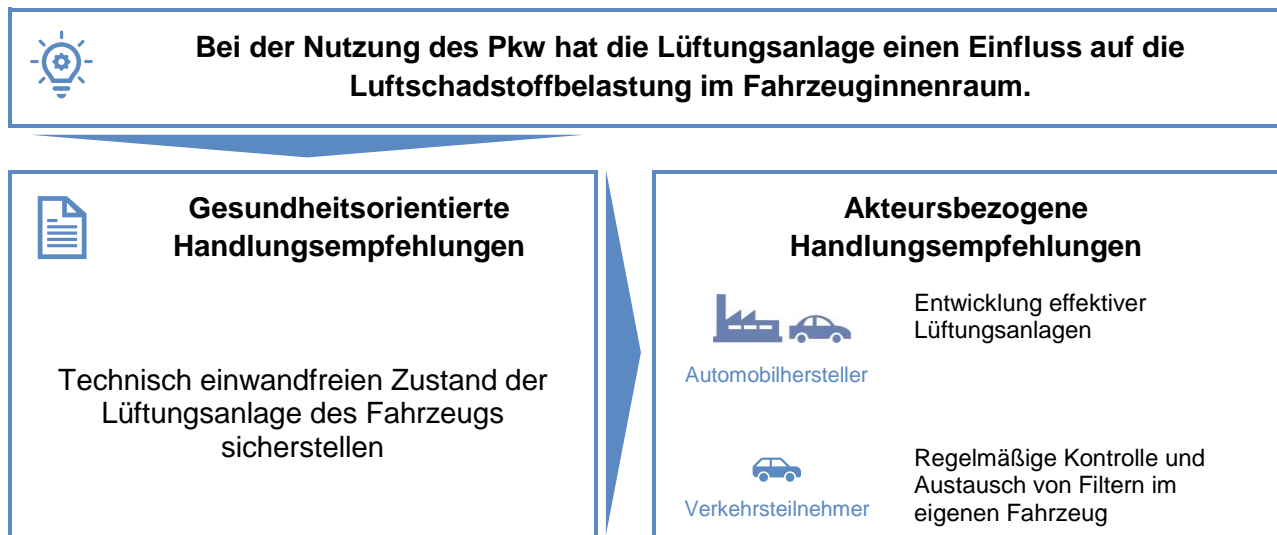 Bei der Nutzung des Pkw hat die Lüftungsanlage einen Einfluss auf die
Luftschadstoffbelastung im Fahrzeuginnenraum.
Gesundheitsorientierte
Handlungsempfehlungen
Technisch einwandfreien Zustand der
Lüftungsanlage des Fahrzeugs
sicherstellen
Akteursbezogene
Handlungsempfehlungen
Entwicklung effektiver
Lüftungsanlagen
Automobilhersteller
Regelmäßige Kontrolle und
Austausch von Filtern im
eigenen Fahrzeug
Verkehrsteilnehmer